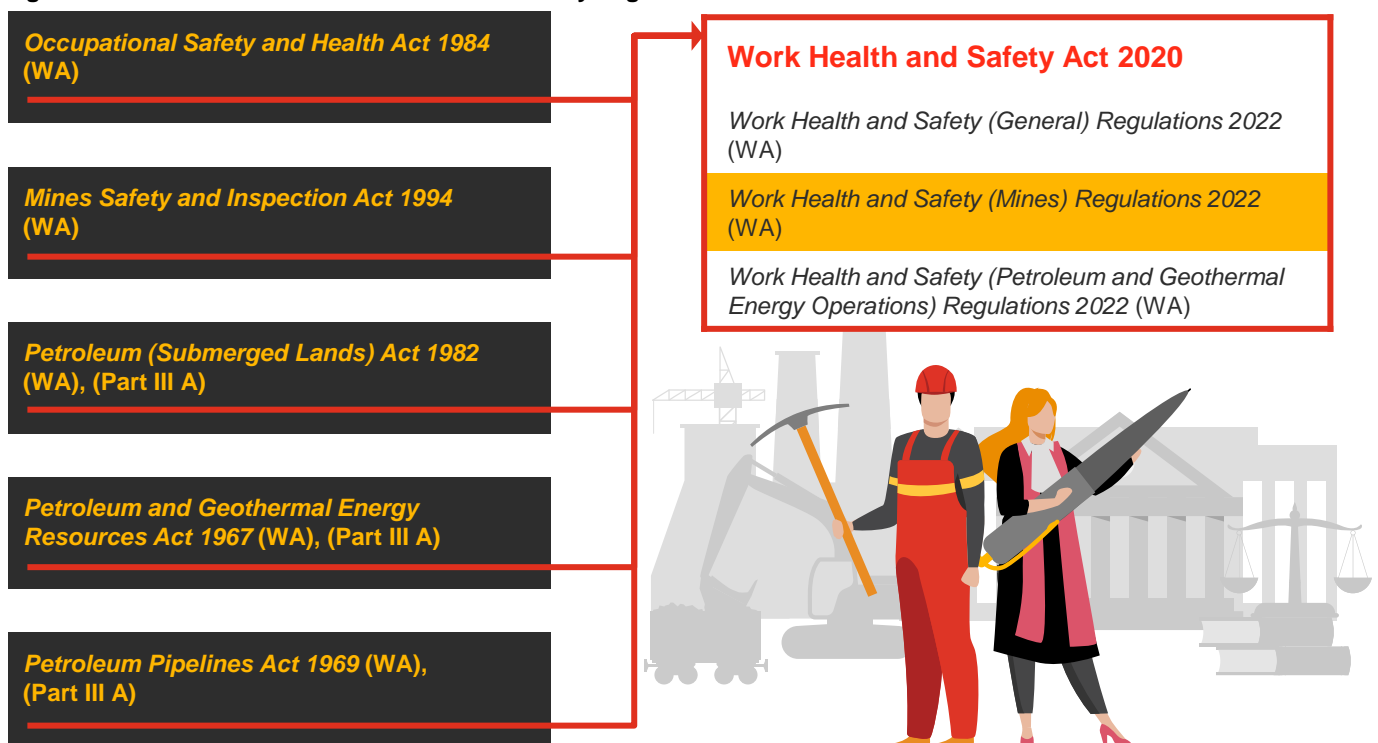 Occupational Safety and Health Act 1984
(WA)
Mines Safety and Inspection Act 1994
(WA)
Petroleum (Submerged Lands) Act 1982
(WA), (Part III A)
Petroleum and Geothermal Energy
Resources Act 1967 (WA), (Part III A)
Petroleum Pipelines Act 1969 (WA),
(Part III A)
Work Health and Safety Act 2020
Work Health and Safety (General) Regulations 2022
(WA)
Work Health and Safety (Mines) Regulations 2022
(WA)
Work Health and Safety (Petroleum and Geothermal
Energy Operations) Regulations 2022 (WA)